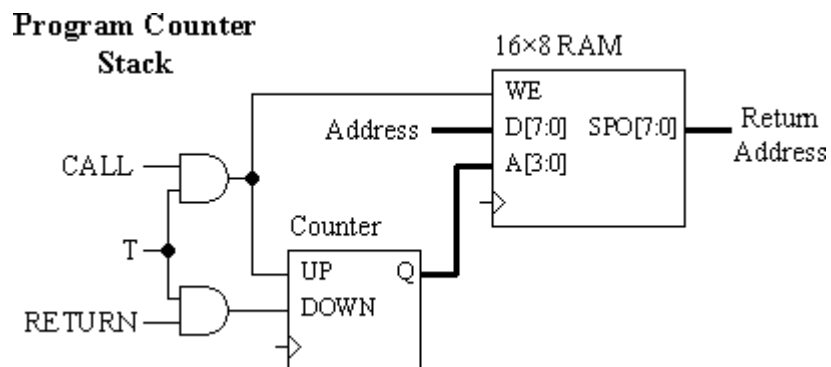 Program Counter
Stack
16×8 RAM
WE
Address
D[7:0]
SPO[7:0]
Return
Address
A[3:0]
CALL
T
RETURN
Counter
UP
Q
DOWN